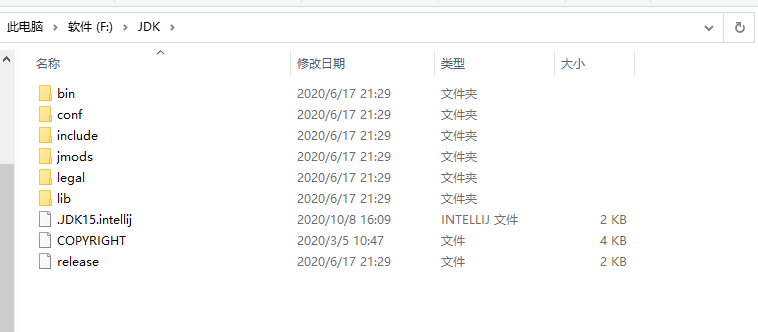 此电脑 > 软件 (F:) > JDK >
名称 修改日期 类型 大小
bin 2020/6/17 21:29 文件夹
conf 2020/6/17 21:29 文件夹
include 2020/6/17 21:29 文件夹
jmods 2020/6/17 21:29 文件夹
legal 2020/6/17 21:29 文件夹
lib 2020/6/17 21:29 文件夹
.JDK15.intellij 2020/10/8 16:09 INTELLIJ 文件 2 KB
COPYRIGHT 2020/3/5 10:47 文件 4 KB
release 2020/6/17 21:29 文件 2 KB